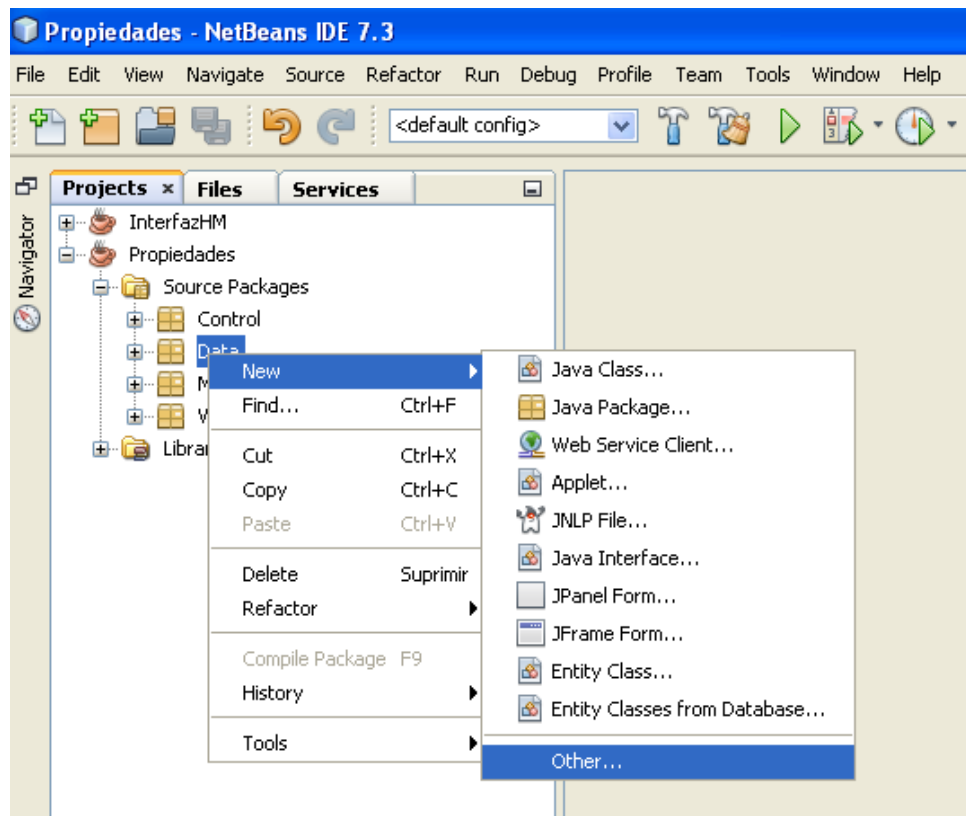 Propiedades - NetBeans IDE 7.3
File Edit View Navigate Source Refactor Run Debug Profile Team Tools Window Help
<default config>
Projects × Files Services
Navigator
InterfazHM
Propiedades
Source Packages
Control
Data
M
V
Librar
New
Find... Ctrl+F
Cut Ctrl+X
Copy Ctrl+C
Paste Ctrl+V
Delete Suprimir
Refactor
Compile Package F9
History
Tools
Java Class...
Java Package...
Web Service Client...
Applet...
JNLP File...
Java Interface...
JPanel Form...
JFrame Form...
Entity Class...
Entity Classes from Database...
Other...